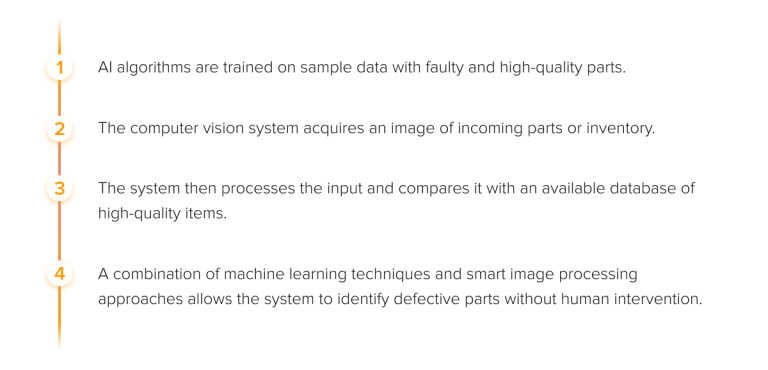 1 AI algorithms are trained on sample data with faulty and high-quality parts.
2 The computer vision system acquires an image of incoming parts or inventory.
3 The system then processes the input and compares it with an available database of
high-quality items.
4 A combination of machine learning techniques and smart image processing
approaches allows the system to identify defective parts without human intervention.